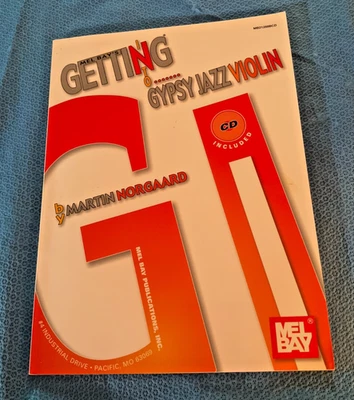 MEL BAY'S
GETTING
INTO.......
GYPSY JAZZ VIOLIN
CD
INCLUDED
by MARTIN NORGAARD
MEL BAY PUBLICATIONS, INC.
#4 INDUSTRIAL DRIVE - PACIFIC, MO 63069
MEL
BAY
®